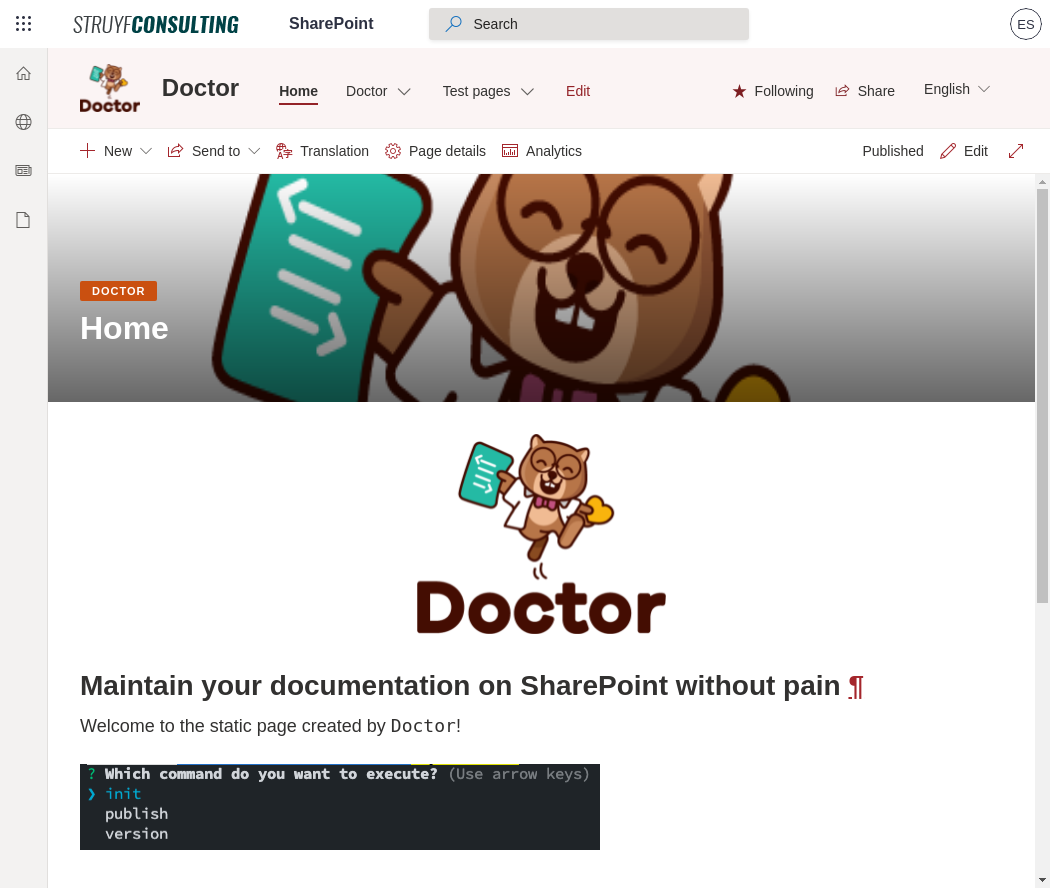 STRUYFCONSULTING
SharePoint
Search
ES
Doctor
Doctor
Home
Doctor
Test pages
Edit
Following
Share
English
New
Send to
Translation
Page details
Analytics
Published
Edit
DOCTOR
Home
Doctor
Maintain your documentation on SharePoint without pain ¶
Welcome to the static page created by Doctor!
? Which command do you want to execute? (Use arrow keys)
❯ init
publish
version